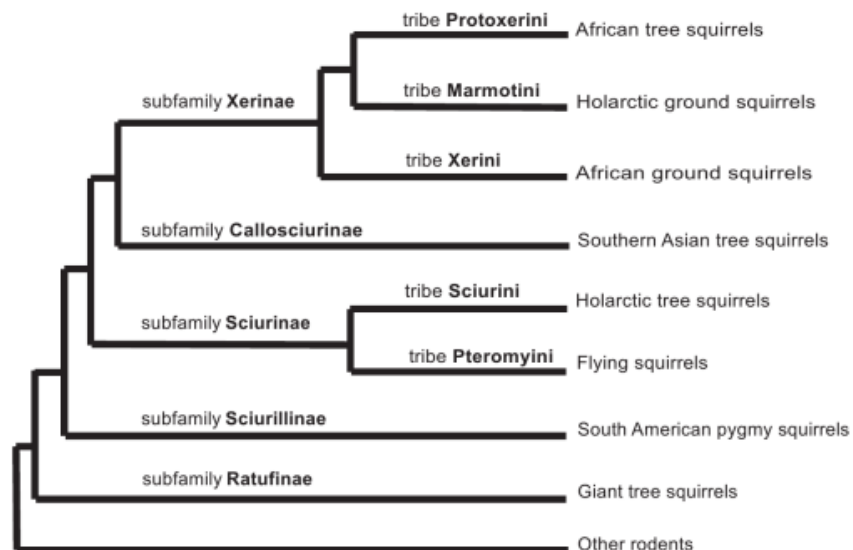 tribe Protoxerini
African tree squirrels
tribe Marmotini
subfamily Xerinae
Holarctic ground squirrels
tribe Xerini
African ground squirrels
subfamily Callosciurinae
Southern Asian tree squirrels
tribe Sciurini
Holarctic tree squirrels
subfamily Sciurinae
tribe Pteromyini
Flying squirrels
subfamily Sciurillinae
South American pygmy squirrels
subfamily Ratufinae
Giant tree squirrels
Other rodents